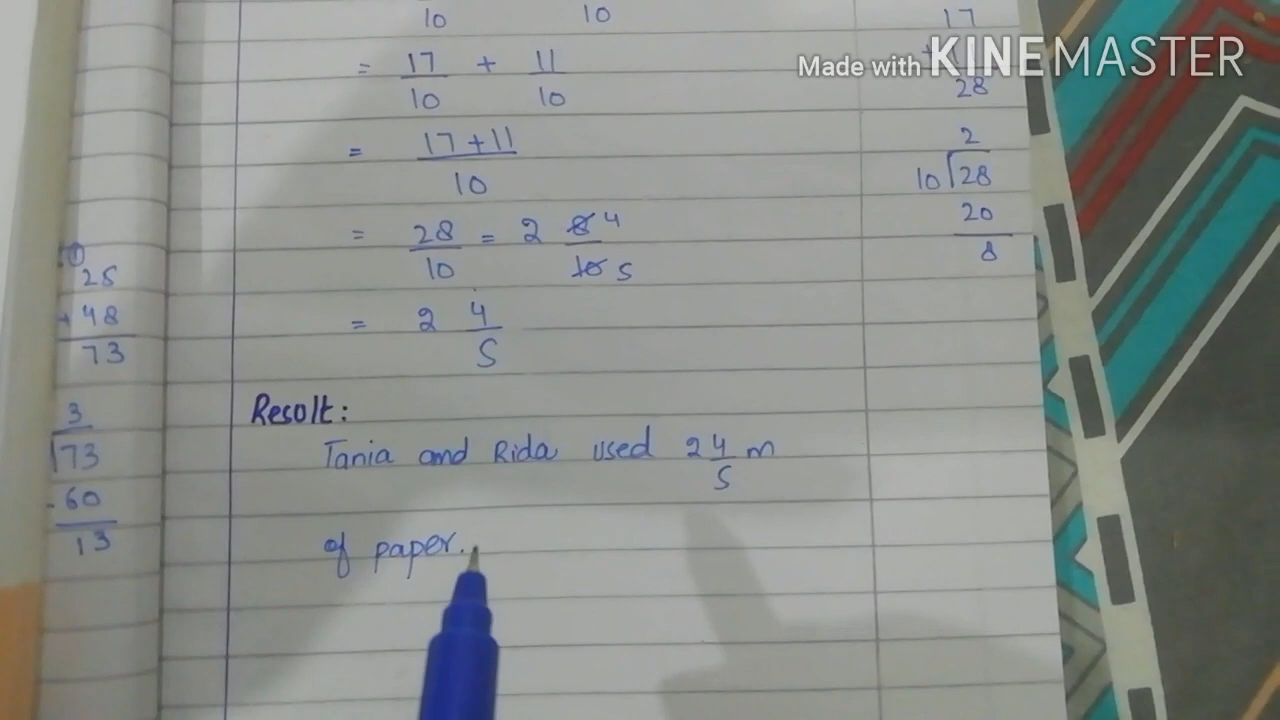 10 10
= 17/10 + 11/10
= 17+11/10
= 28/10 = 2 8/10 4/5
= 2 4/5
Result:
Tania and Rida used 2 4/5 m
of paper.
1
25
+ 48
73
3
73
- 60
13
17
+
28
2
10 28
20
8
Made with KINEMASTER